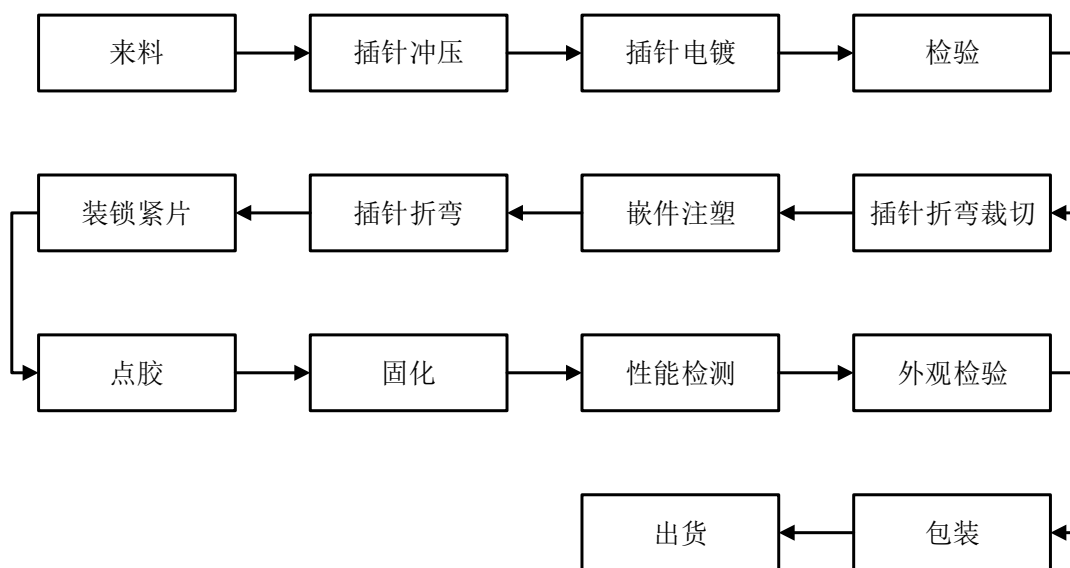 来料
插针冲压
插针电镀
检验
插针折弯裁切
嵌件注塑
插针折弯
装锁紧片
点胶
固化
性能检测
外观检验
包装
出货